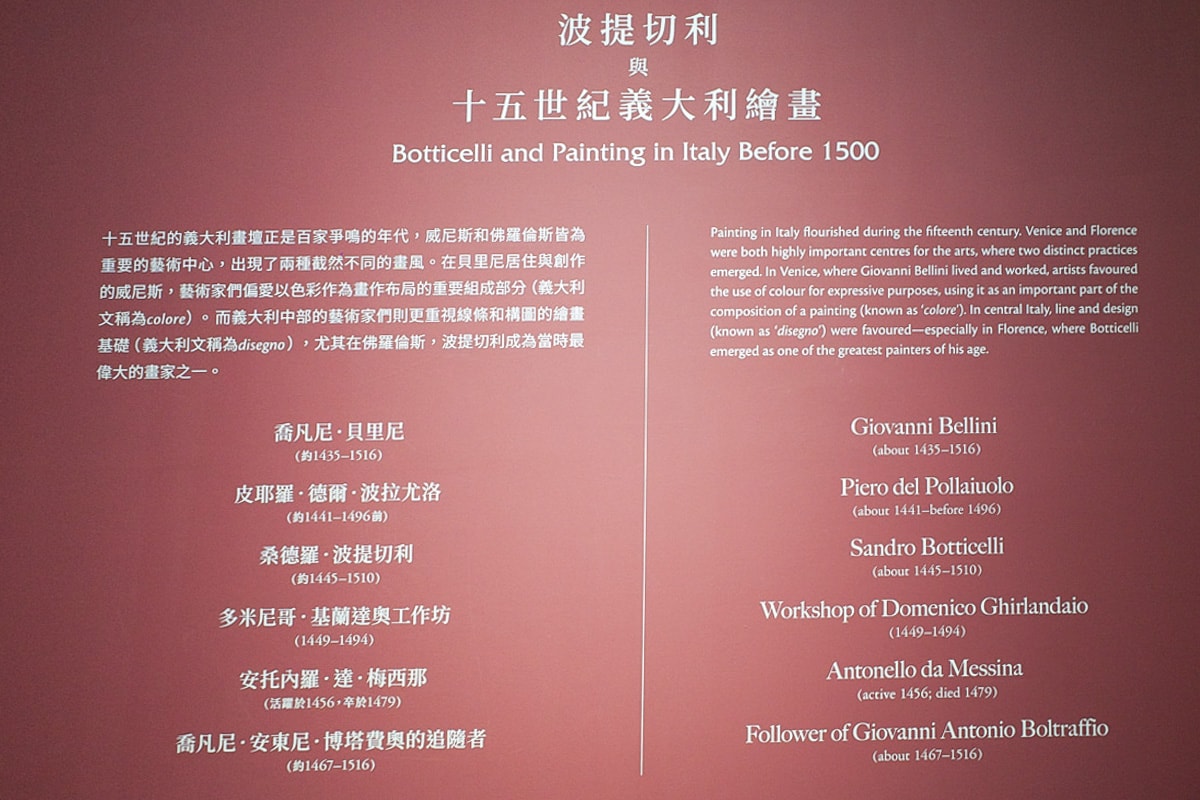 波提切利
與
十五世紀義大利繪畫
Botticelli and Painting in Italy Before 1500
十五世紀的義大利畫壇正是百家爭鳴的年代，威尼斯和佛羅倫斯皆為
重要的藝術中心，出現了兩種截然不同的畫風。在貝里尼居住與創作
的威尼斯，藝術家們偏愛以色彩作為畫作布局的重要組成部分（義大利
文稱為colore）。而義大利中部的藝術家們則更重視線條和構圖的繪畫
基礎（義大利文稱為disegno），尤其在佛羅倫斯，波提切利成為當時最
偉大的畫家之一。
喬凡尼·貝里尼
（約1435–1516）
皮耶羅·德爾·波拉尤洛
（約1441–1496前）
桑德羅·波提切利
（約1445–1510）
多米尼哥·基蘭達奧工作坊
（1449–1494）
安托內羅·達·梅西那
（活躍於1456，卒於1479）
喬凡尼·安東尼·博塔費奧的追隨者
（約1467–1516）
Painting in Italy flourished during the fifteenth century. Venice and Florence
were both highly important centres for the arts, where two distinct practices
emerged. In Venice, where Giovanni Bellini lived and worked, artists favoured
the use of colour for expressive purposes, using it as an important part of the
composition of a painting (known as ‘colore’). In central Italy, line and design
(known as ‘disegno’) were favoured—especially in Florence, where Botticelli
emerged as one of the greatest painters of his age.
Giovanni Bellini
(about 1435–1516)
Piero del Pollaiuolo
(about 1441–before 1496)
Sandro Botticelli
(about 1445–1510)
Workshop of Domenico Ghirlandaio
(1449–1494)
Antonello da Messina
(active 1456; died 1479)
Follower of Giovanni Antonio Boltraffio
(about 1467–1516)